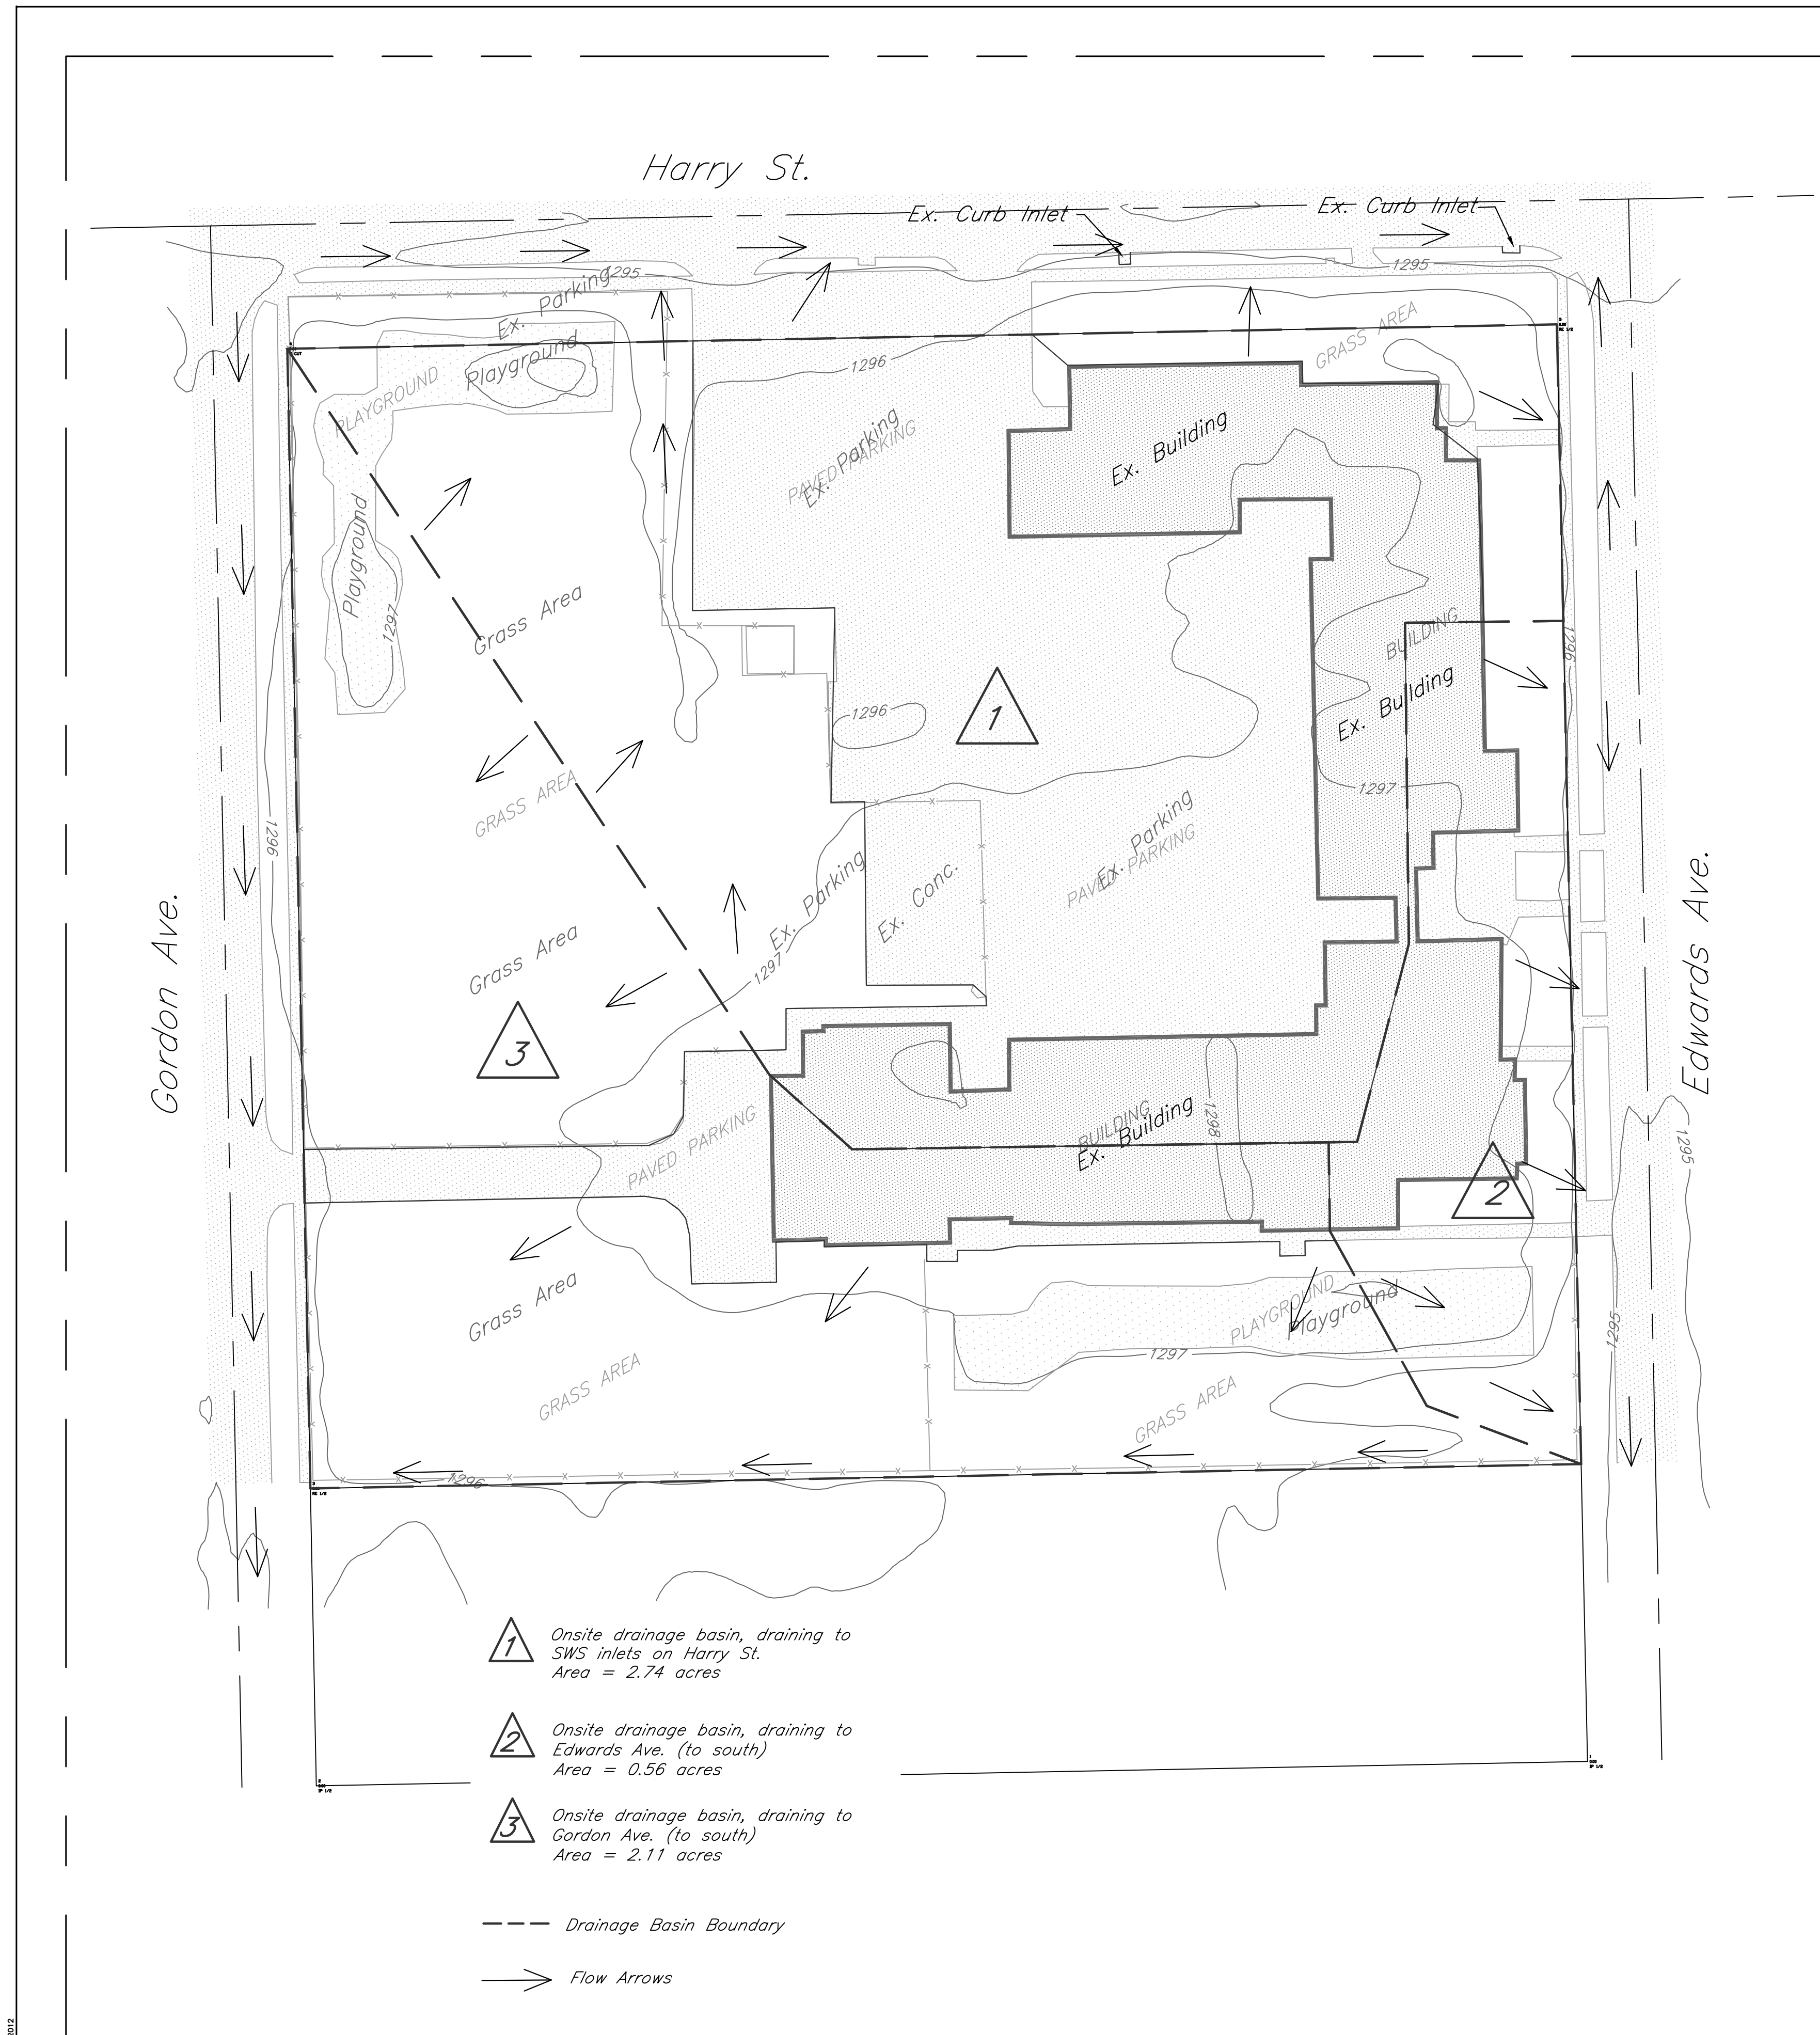 Harry St.
Ex. Curb Inlet
Ex. Curb Inlet
1295
1295
Ex. Parking
Playground
PLAYGROUND
GRASS AREA
1296
Ex. Parking
PAVED PARKING
Ex. Building
Playground
1297
Grass Area
BUILDING
1296
Ex. Building
1
1296
GRASS AREA
1297
1296
Ex. Parking
PAVED PARKING
Ex. Parking
Ex. Conc.
Gordon Ave.
Edwards Ave.
Grass Area
1297
3
PAVED PARKING
BUILDING
Ex. Building
1298
1295
2
Grass Area
PLAYGROUND
Playground
1295
1297
GRASS AREA
GRASS AREA
1296
1
Onsite drainage basin, draining to
SWS inlets on Harry St.
Area = 2.74 acres
2
Onsite drainage basin, draining to
Edwards Ave. (to south)
Area = 0.56 acres
3
Onsite drainage basin, draining to
Gordon Ave. (to south)
Area = 2.11 acres
Drainage Basin Boundary
Flow Arrows
2012